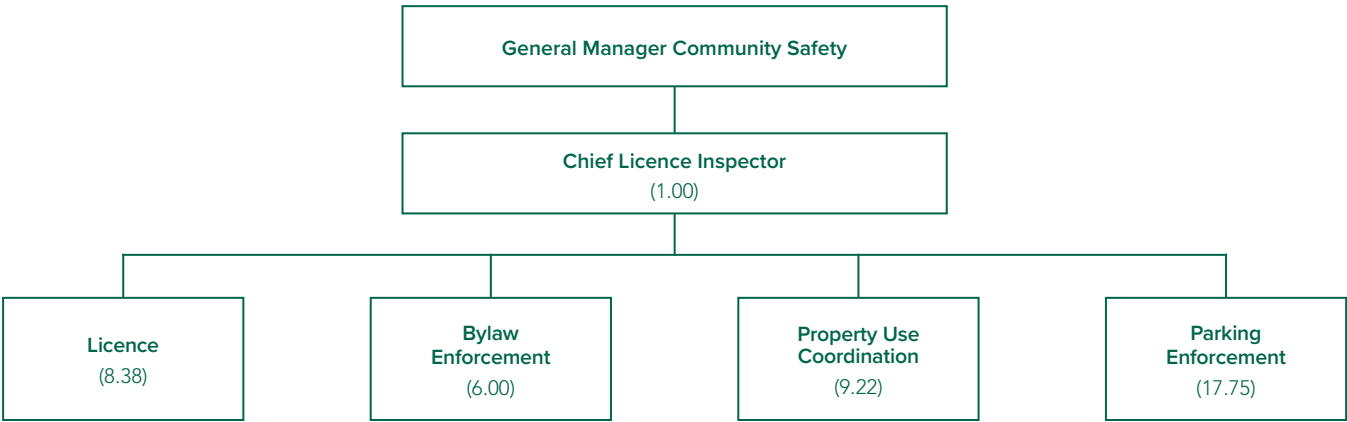 General Manager Community Safety
Chief Licence Inspector
(1.00)
Licence
(8.38)
Bylaw
Enforcement
(6.00)
Property Use
Coordination
(9.22)
Parking
Enforcement
(17.75)